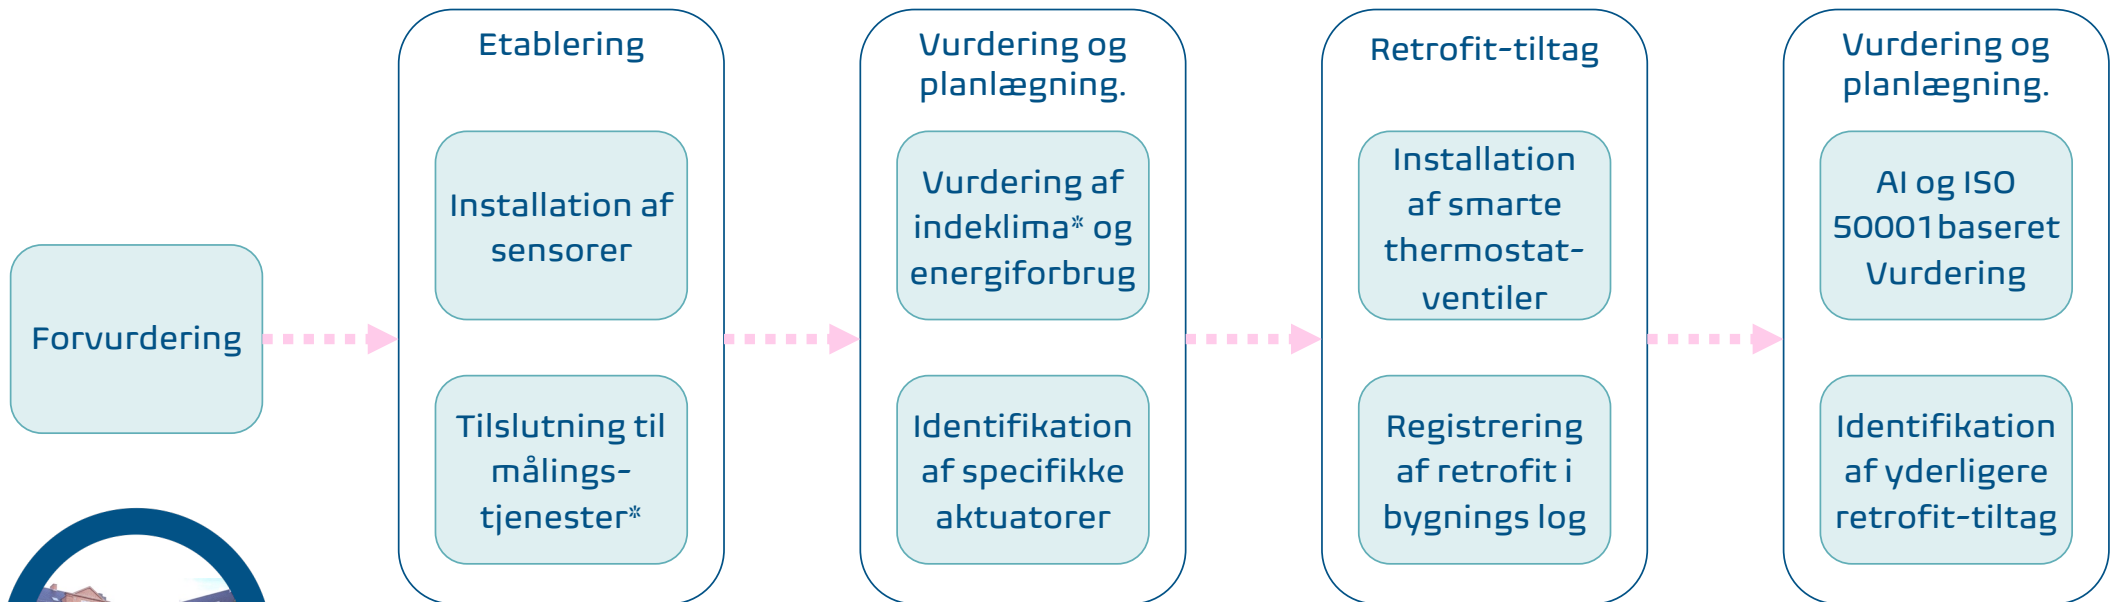 Forvurdering
Etablering
Installation af
sensorer
Tilslutning til
målings-
tjenester*
Vurdering og
planlægning.
Vurdering af
indeklima* og
energiforbrug
Identifikation
af specifikke
aktuatorer
Retrofit-tiltag
Installation
af smarte
thermostat-
ventiler
Registrering
af retrofit i
bygnings log
Vurdering og
planlægning.
AI og ISO
50001 baseret
Vurdering
Identifikation
af yderligere
retrofit-tiltag